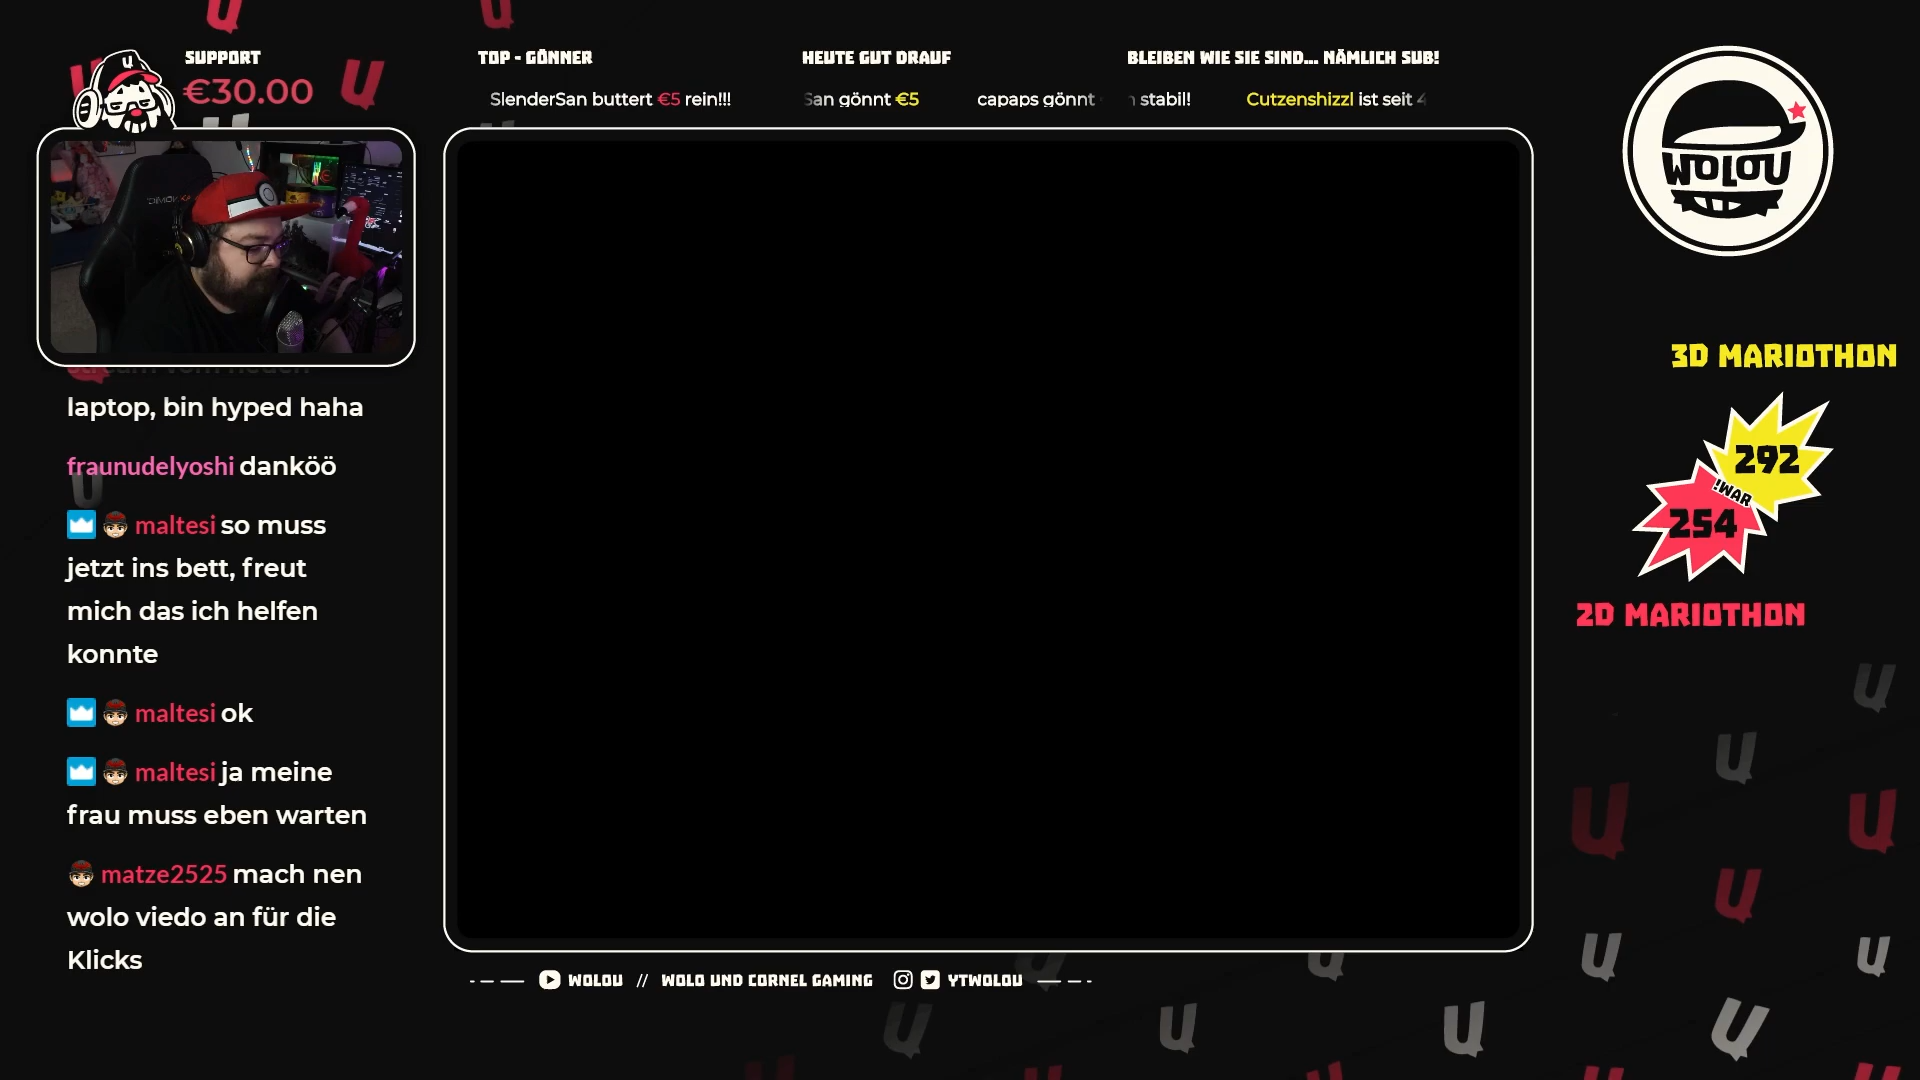 SUPPORT
€30.00
TOP - GÖNNER
SlenderSan buttert €5 rein!!!
HEUTE GUT DRAUF
San gönnt €5 capaps gönnt
BLEIBEN WIE SIE SIND... NÄMLICH SUB!
stabil! Cutzenshizzl ist seit
WOLOU
laptop, bin hyped haha
fraunudelyoshi danköö
maltesi so muss
jetzt ins bett, freut
mich das ich helfen
konnte
maltesi ok
maltesi ja meine
frau muss eben warten
matze2525 mach nen
wolo viedo an für die
Klicks
3D MARIOTHON
292
!WAR
254
2D MARIOTHON
WOLOU // WOLO UND CORNEL GAMING YTWOLOU